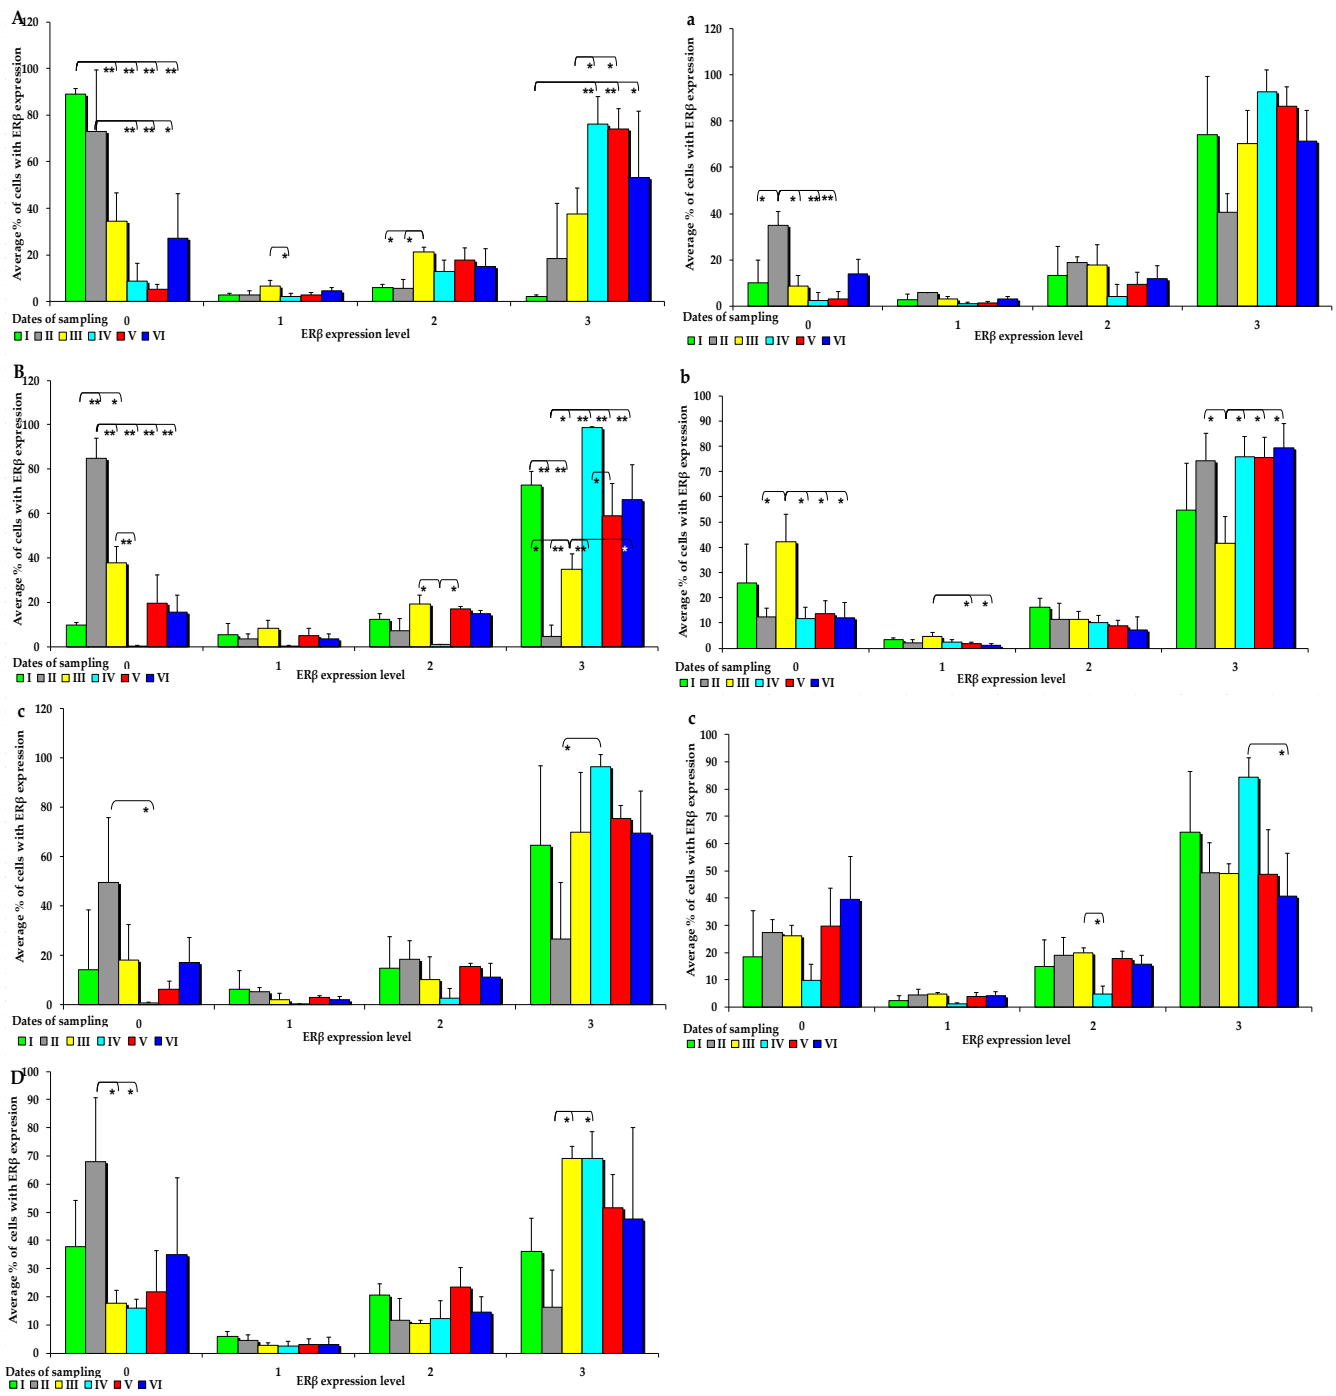 A
Average % of cells with ERβ expression
120
100
80
60
40
20
0
** ** ** **
** ** *
*
* *
* *
** ** *
0 1 2 3
ERβ expression level
Dates of sampling
I II III IV V VI
a
Average % of cells with ERβ expression
120
100
80
60
40
20
0
* * ** **
0 1 2 3
ERβ expression level
Dates of sampling
I II III IV V VI
B
Average % of cells with ERβ expression
120
100
80
60
40
20
0
** *
** ** ** **
**
* *
* ** ** **
** **
*
* ** ** *
0 1 2 3
ERβ expression level
Dates of sampling
I II III IV V VI
b
Average % of cells with ERβ expression
100
90
80
70
60
50
40
30
20
10
0
* * * *
* *
* * * *
0 1 2 3
ERβ expression level
Dates of sampling
I II III IV V VI
c
Average % of cells with ERβ expression
120
100
80
60
40
20
0
*
*
0 1 2 3
ERβ expression level
Dates of sampling
I II III IV V VI
c
Average % of cells with ERβ expression
100
90
80
70
60
50
40
30
20
10
0
*
*
0 1 2 3
ERβ expression level
Dates of sampling
I II III IV V VI
D
Average % of cells with ERβ expresion
100
90
80
70
60
50
40
30
20
10
0
* *
* *
0 1 2 3
ERβ expression level
Dates of sampling
I II III IV V VI